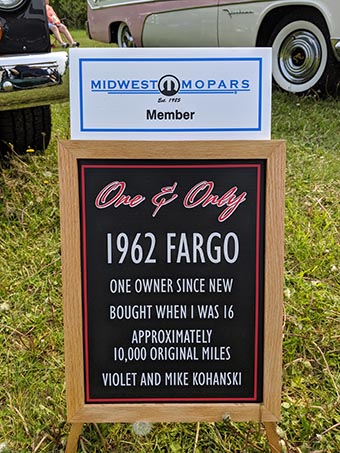 MIDWEST MOPARS
Est. 1985
Member
One & Only
1962 FARGO
ONE OWNER SINCE NEW
BOUGHT WHEN I WAS 16
APPROXIMATELY
10,000 ORIGINAL MILES
VIOLET AND MIKE KOHANSKI